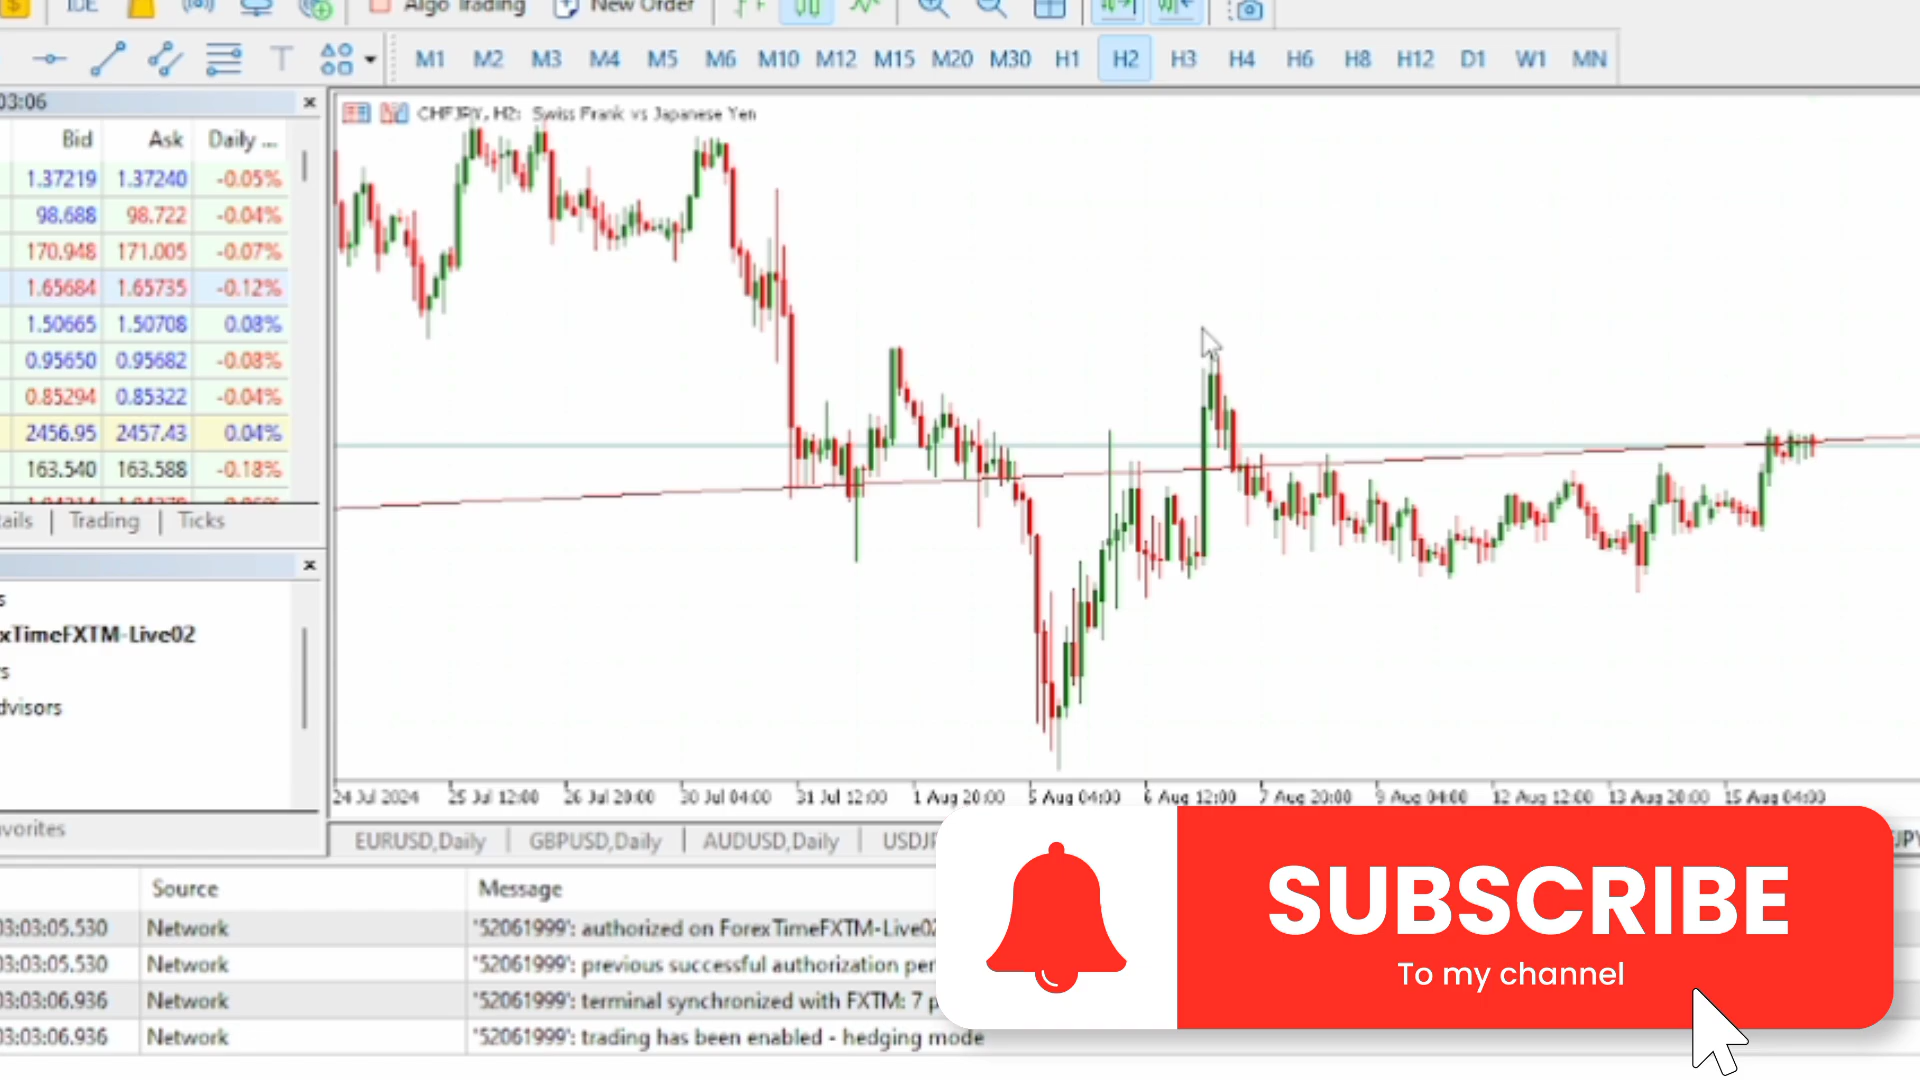 IDE Algo Trading New Order
T M1 M2 M3 M4 M5 M6 M10 M12 M15 M20 M30 H1 H2 H3 H4 H6 H8 H12 D1 W1 MN
03:06
CHFJPY, H2: Swiss Frank vs Japanese Yen
Bid Ask Daily ...
1.37219 1.37240 -0.05%
98.688 98.722 -0.04%
170.948 171.005 -0.07%
1.65684 1.65735 -0.12%
1.50665 1.50708 0.08%
0.95650 0.95682 -0.08%
0.85294 0.85322 -0.04%
2456.95 2457.43 0.04%
163.540 163.588 -0.18%
ails | Trading | Ticks
s
xTimeFXTM-Live02
rs
dvisors
avorites
24 Jul 2024 25 Jul 12:00 26 Jul 20:00 30 Jul 04:00 31 Jul 12:00 1 Aug 20:00 5 Aug 04:00 6 Aug 12:00 7 Aug 20:00 9 Aug 04:00 12 Aug 12:00 13 Aug 20:00 15 Aug 04:00
EURUSD,Daily | GBPUSD,Daily | AUDUSD,Daily | USDJP
JPY
Source Message
03:03:05.530 Network '52061999': authorized on ForexTimeFXTM-Live02
03:03:05.530 Network '52061999': previous successful authorization per
03:03:06.936 Network '52061999': terminal synchronized with FXTM: 7 p
03:03:06.936 Network '52061999': trading has been enabled - hedging mode
SUBSCRIBE
To my channel